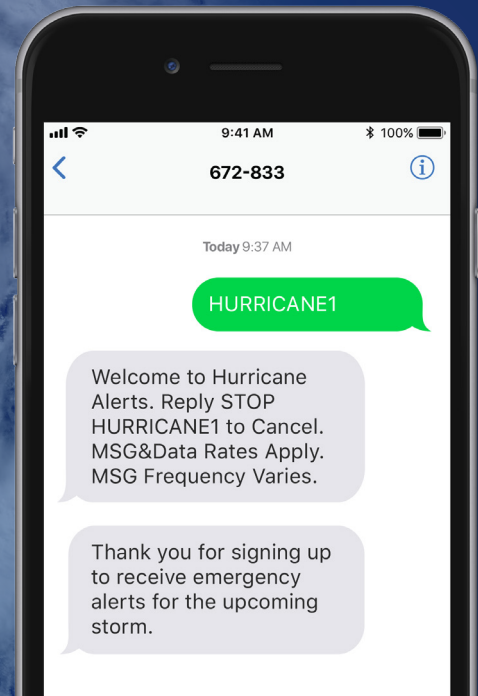 9:41 AM
100%
672-833
Today 9:37 AM
HURRICANE1
Welcome to Hurricane
Alerts. Reply STOP
HURRICANE1 to Cancel.
MSG&Data Rates Apply.
MSG Frequency Varies.
Thank you for signing up
to receive emergency
alerts for the upcoming
storm.